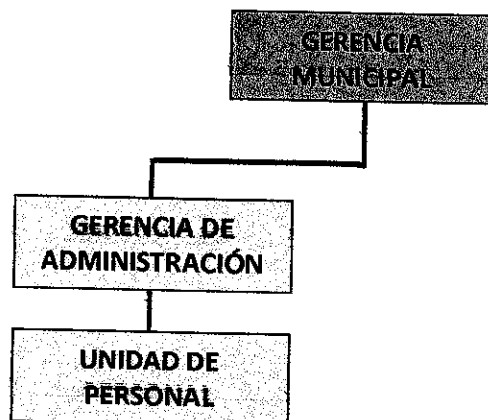 GERENCIA
MUNICIPAL
GERENCIA DE
ADMINISTRACIÓN
UNIDAD DE
PERSONAL